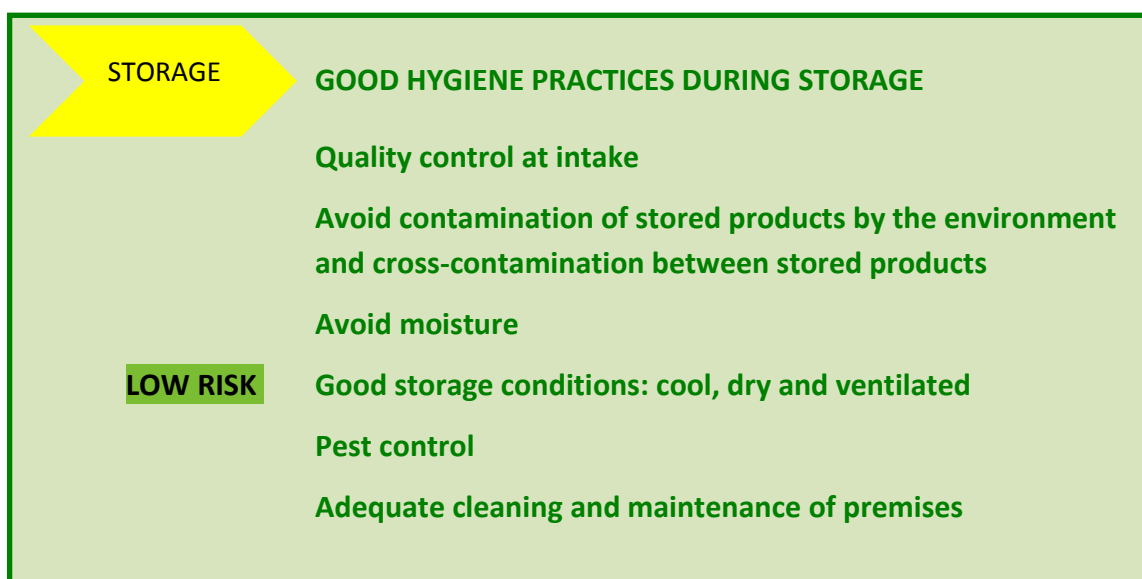 STORAGE
GOOD HYGIENE PRACTICES DURING STORAGE
Quality control at intake
Avoid contamination of stored products by the environment
and cross-contamination between stored products
Avoid moisture
LOW RISK
Good storage conditions: cool, dry and ventilated
Pest control
Adequate cleaning and maintenance of premises